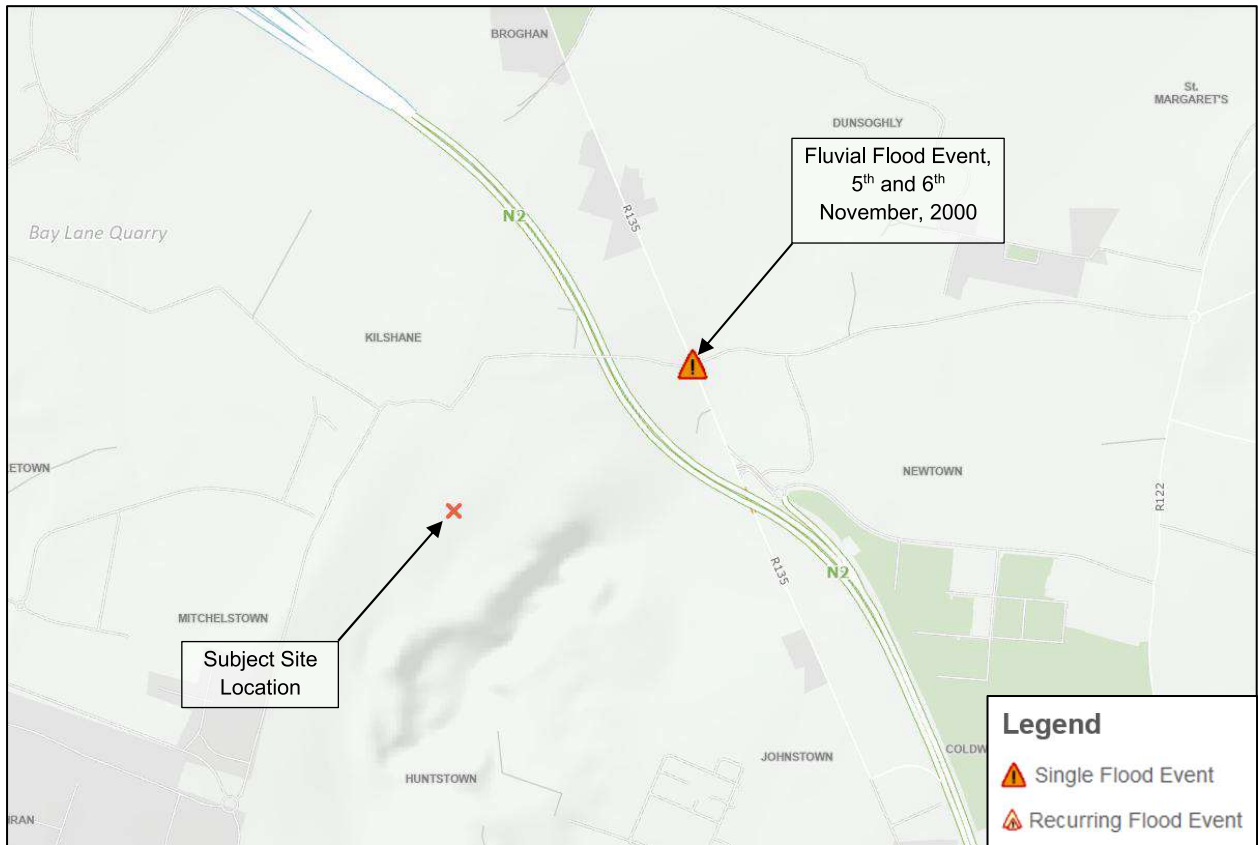 BROGHAN
St.
MARGARET'S
DUNSOGHLY
Fluvial Flood Event,
5th and 6th
November, 2000
R135
N2
Bay Lane Quarry
KILSHANE
ETOWN
NEWTOWN
R122
R135
N2
MITCHELSTOWN
Subject Site
Location
HUNTSTOWN
JOHNSTOWN
COLDW
IRAN
Legend
Single Flood Event
Recurring Flood Event